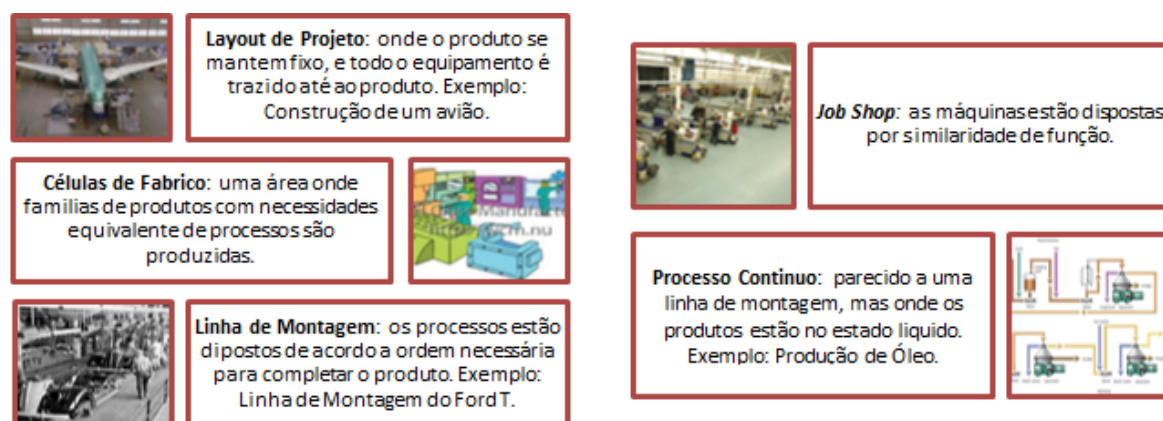 Layout de Projeto: onde o produto se
mantem fixo, e todo o equipamento é
trazido até ao produto. Exemplo:
Construção de um avião.
Células de Fabrico: uma área onde
familias de produtos com necessidades
equivalente de processos são
produzidas.
Linha de Montagem: os processos estão
dipostos de acordo a ordem necessária
para completar o produto. Exemplo:
Linha de Montagem do Ford T.
Job Shop: as máquinas estão dispostas
por similaridade de função.
Processo Continuo: parecido a uma
linha de montagem, mas onde os
produtos estão no estado liquido.
Exemplo: Produção de Óleo.